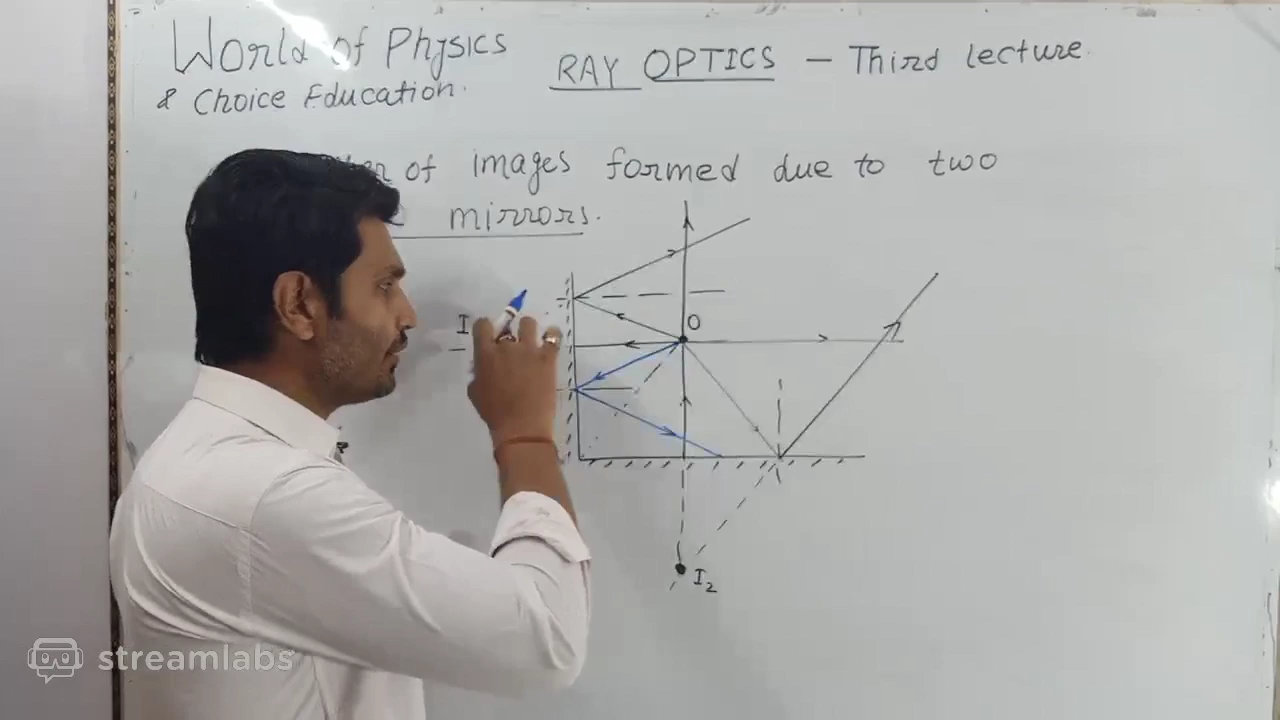 World of Physics
& Choice Education.
RAY OPTICS - Third lecture
of images formed due to two
mirrors.
I
O
I2
streamlabs